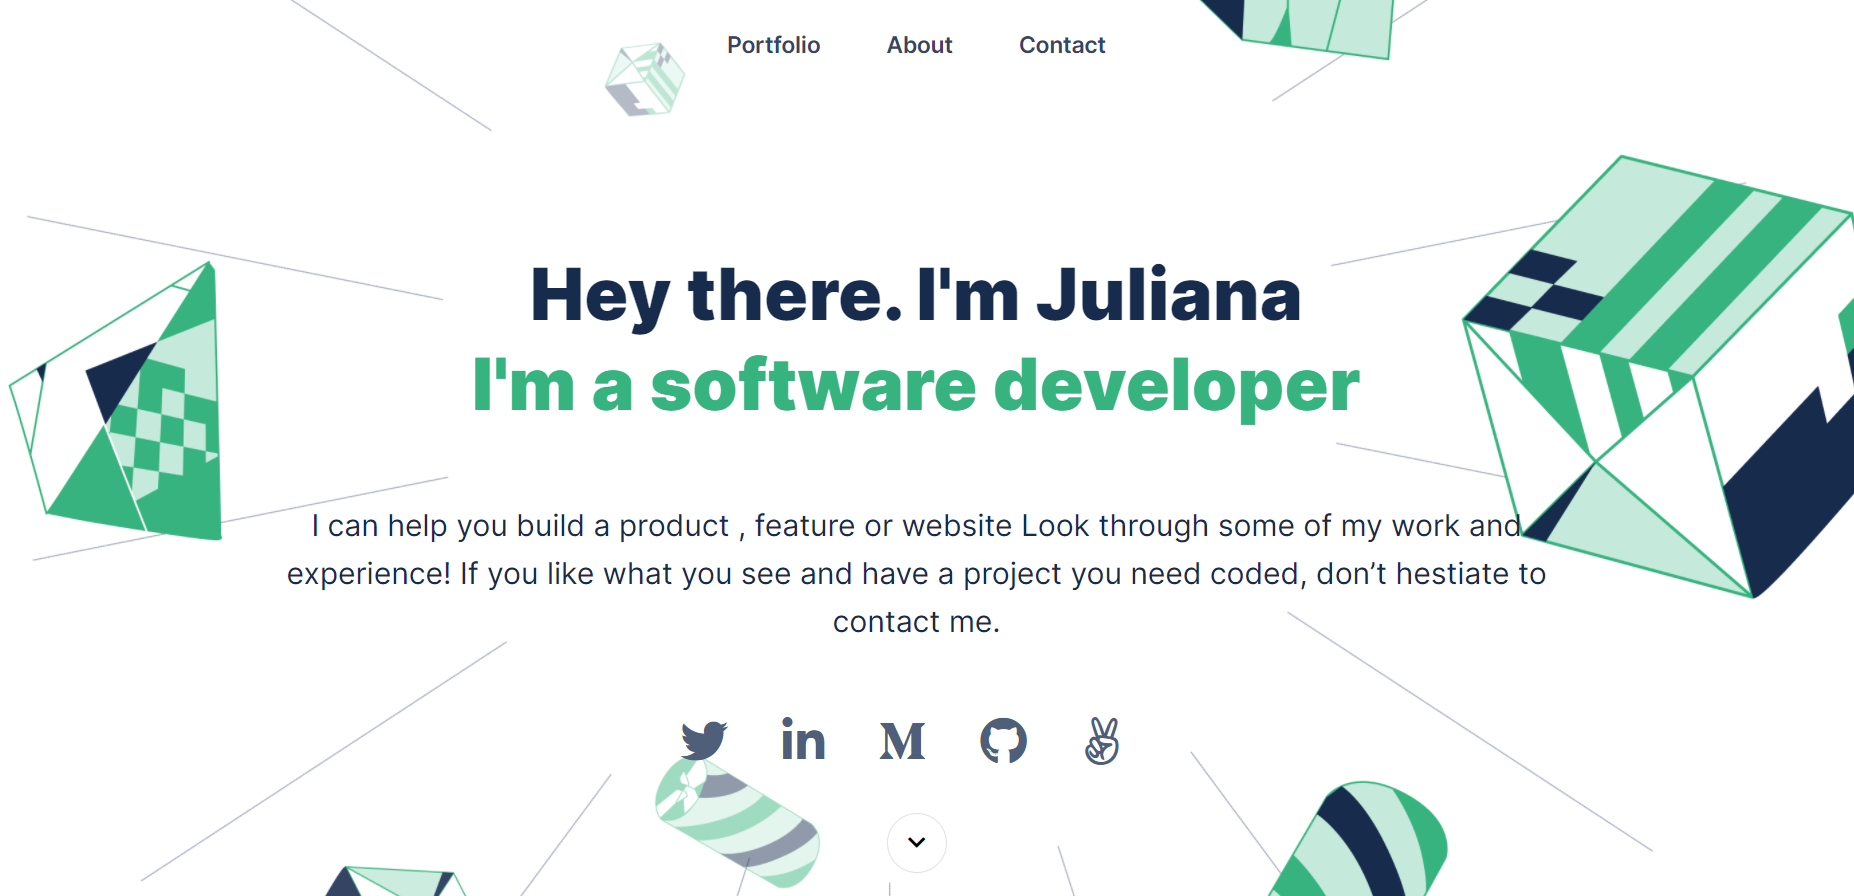 Portfolio About Contact
Hey there. I'm Juliana
I'm a software developer
I can help you build a product , feature or website Look through some of my work and
experience! If you like what you see and have a project you need coded, don’t hestiate to
contact me.